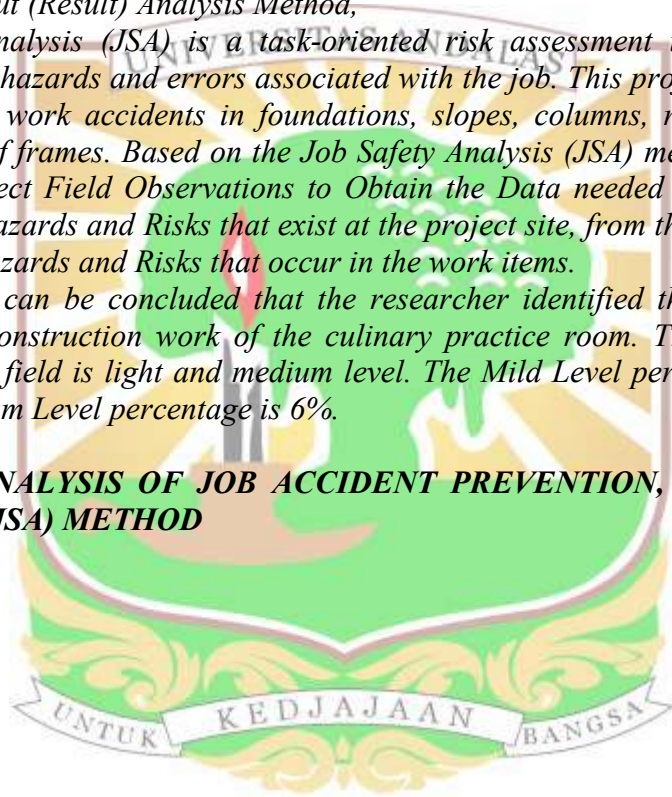 ut (Result) Analysis Method,
UNIVERSITAS ANDALAS
nalysis (JSA) is a task-oriented risk assessment
hazards and errors associated with the job. This pro
work accidents in foundations, slopes, columns,
f frames. Based on the Job Safety Analysis (JSA) me
ect Field Observations to Obtain the Data needed
azards and Risks that exist at the project site, from th
zards and Risks that occur in the work items.
can be concluded that the researcher identified th
onstruction work of the culinary practice room. T
field is light and medium level. The Mild Level per
m Level percentage is 6%.
NALYSIS OF JOB ACCIDENT PREVENTION,
JSA) METHOD
UNTUK KEDJAJAAN BANGSA